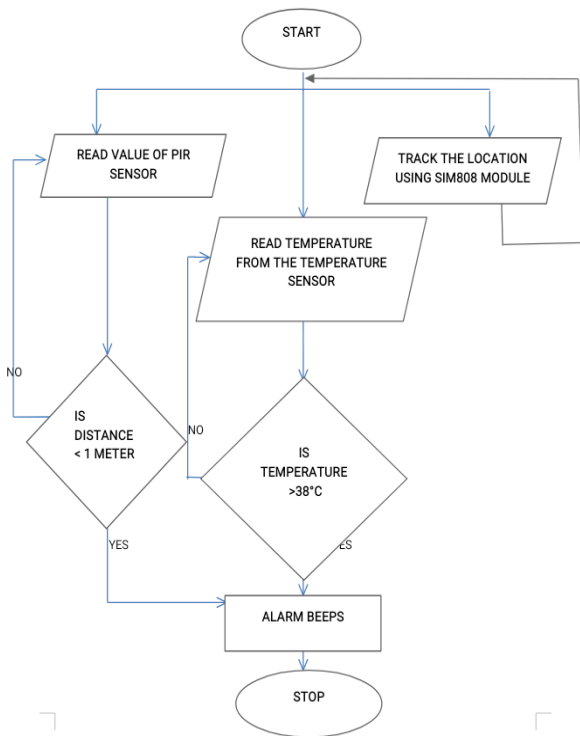 START
READ VALUE OF PIR
SENSOR
TRACK THE LOCATION
USING SIM808 MODULE
READ TEMPERATURE
FROM THE TEMPERATURE
SENSOR
NO
IS
DISTANCE
< 1 METER
NO
IS
TEMPERATURE
>38°C
YES
ES
ALARM BEEPS
STOP